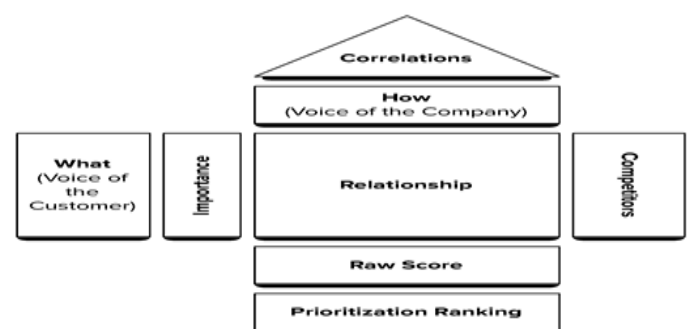 Correlations
How
(Voice of the Company)
What
(Voice of
the
Customer)
Importance
Relationship
Competitors
Raw Score
Prioritization Ranking